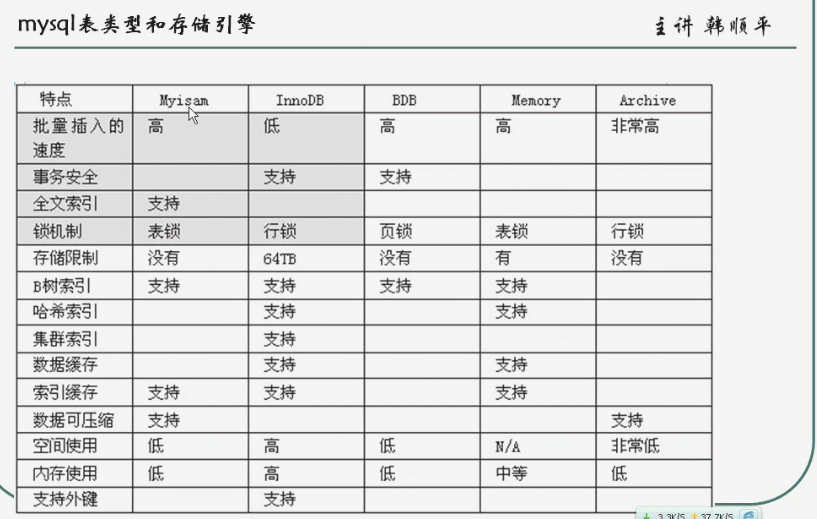 mysql表类型和存储引擎 主讲 韩顺平
特点 Myisam InnoDB BDB Memory Archive
批量插入的 高 低 高 高 非常高
速度
事务安全 支持 支持
全文索引 支持
锁机制 表锁 行锁 页锁 表锁 行锁
存储限制 没有 64TB 没有 有 没有
B树索引 支持 支持 支持 支持
哈希索引 支持 支持
集群索引 支持
数据缓存 支持 支持
索引缓存 支持 支持 支持
数据可压缩 支持 支持
空间使用 低 高 低 N/A 非常低
内存使用 低 高 低 中等 低
支持外键 支持
3.3K/S 37.7K/S